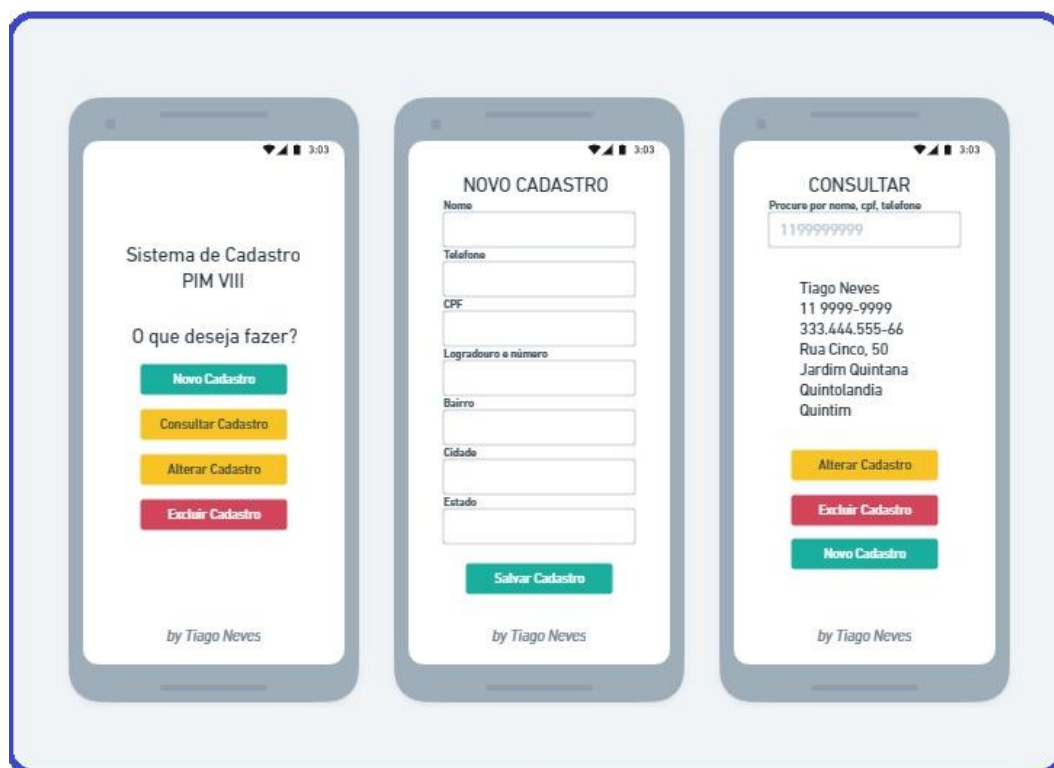 3:03
Sistema de Cadastro
PIM VIII
O que deseja fazer?
Novo Cadastro
Consultar Cadastro
Alterar Cadastro
Excluir Cadastro
by Tiago Neves
3:03
NOVO CADASTRO
Nome
Telefone
CPF
Logradouro e número
Bairro
Cidade
Estado
Salvar Cadastro
by Tiago Neves
3:03
CONSULTAR
Procure por nome, cpf, telefone
1199999999
Tiago Neves
11 9999-9999
333.444.555-66
Rua Cinco, 50
Jardim Quintana
Quintolandia
Quintim
Alterar Cadastro
Excluir Cadastro
Novo Cadastro
by Tiago Neves